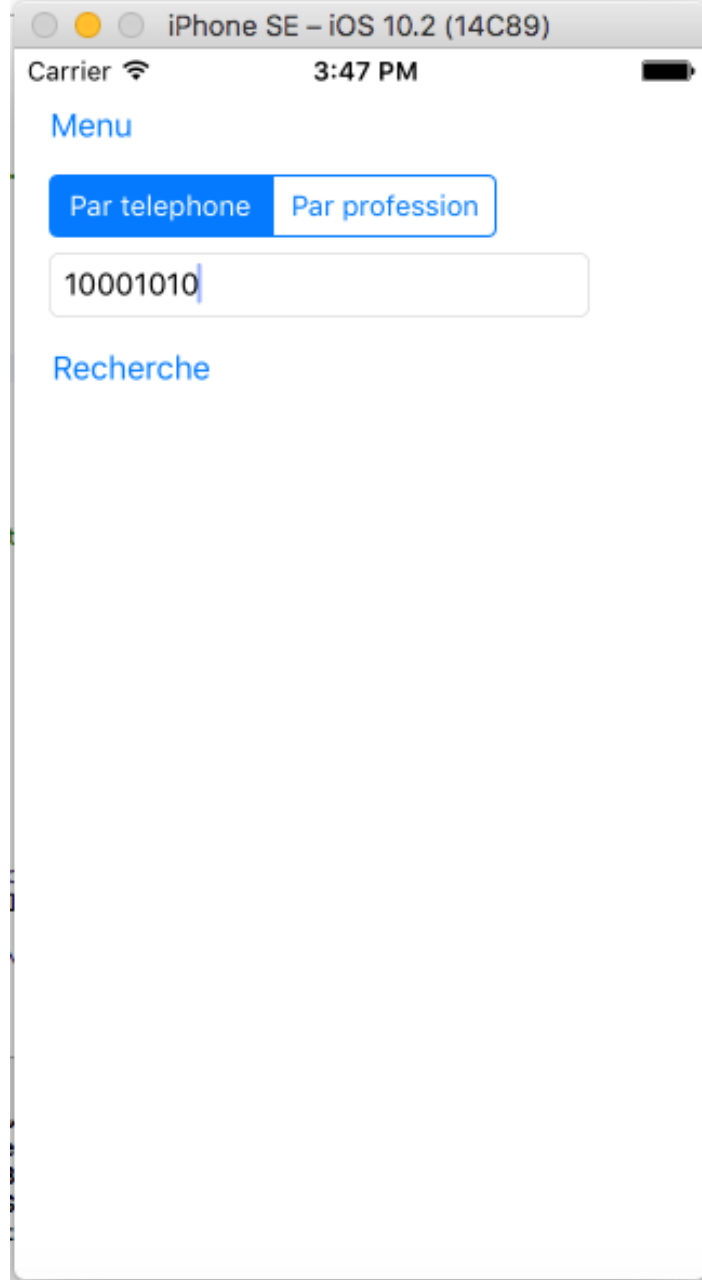 iPhone SE – iOS 10.2 (14C89)
Carrier 3:47 PM
Menu
Par telephone Par profession
10001010
Recherche